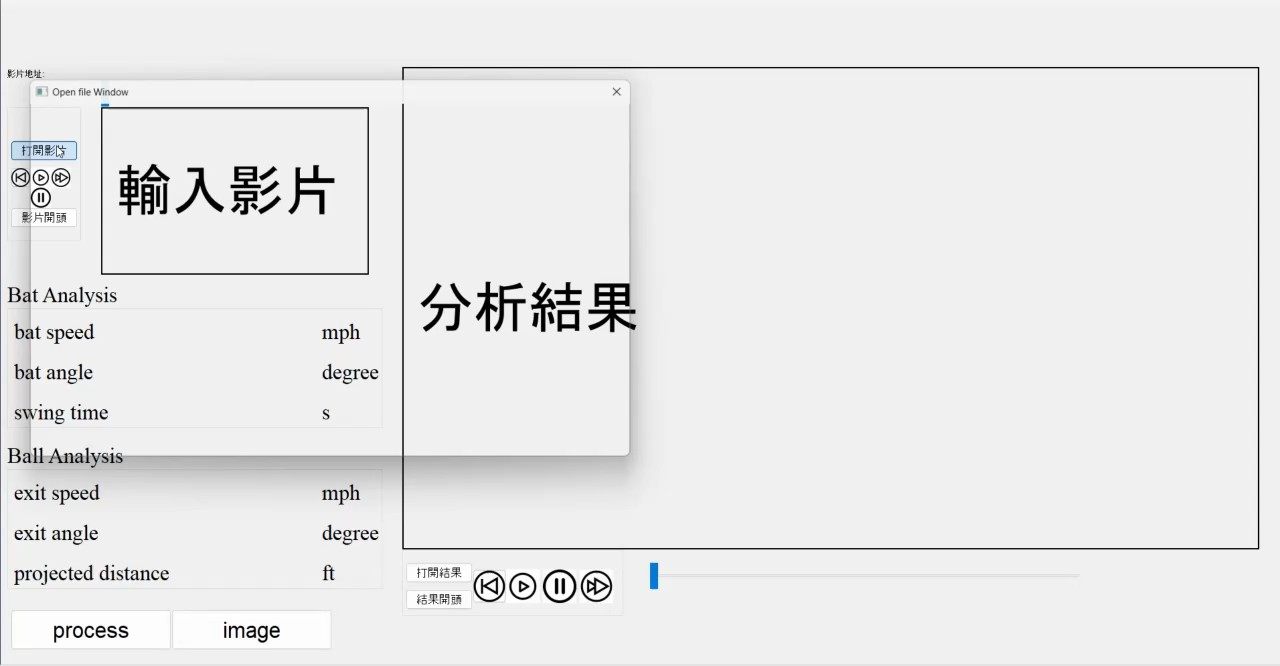 影片地址:
Open file Window
打開影片
輸入影片
影片開頭
Bat Analysis
bat speed mph
bat angle degree
swing time s
Ball Analysis
exit speed mph
exit angle degree
projected distance ft
process image
分析結果
打開結果
結果開頭